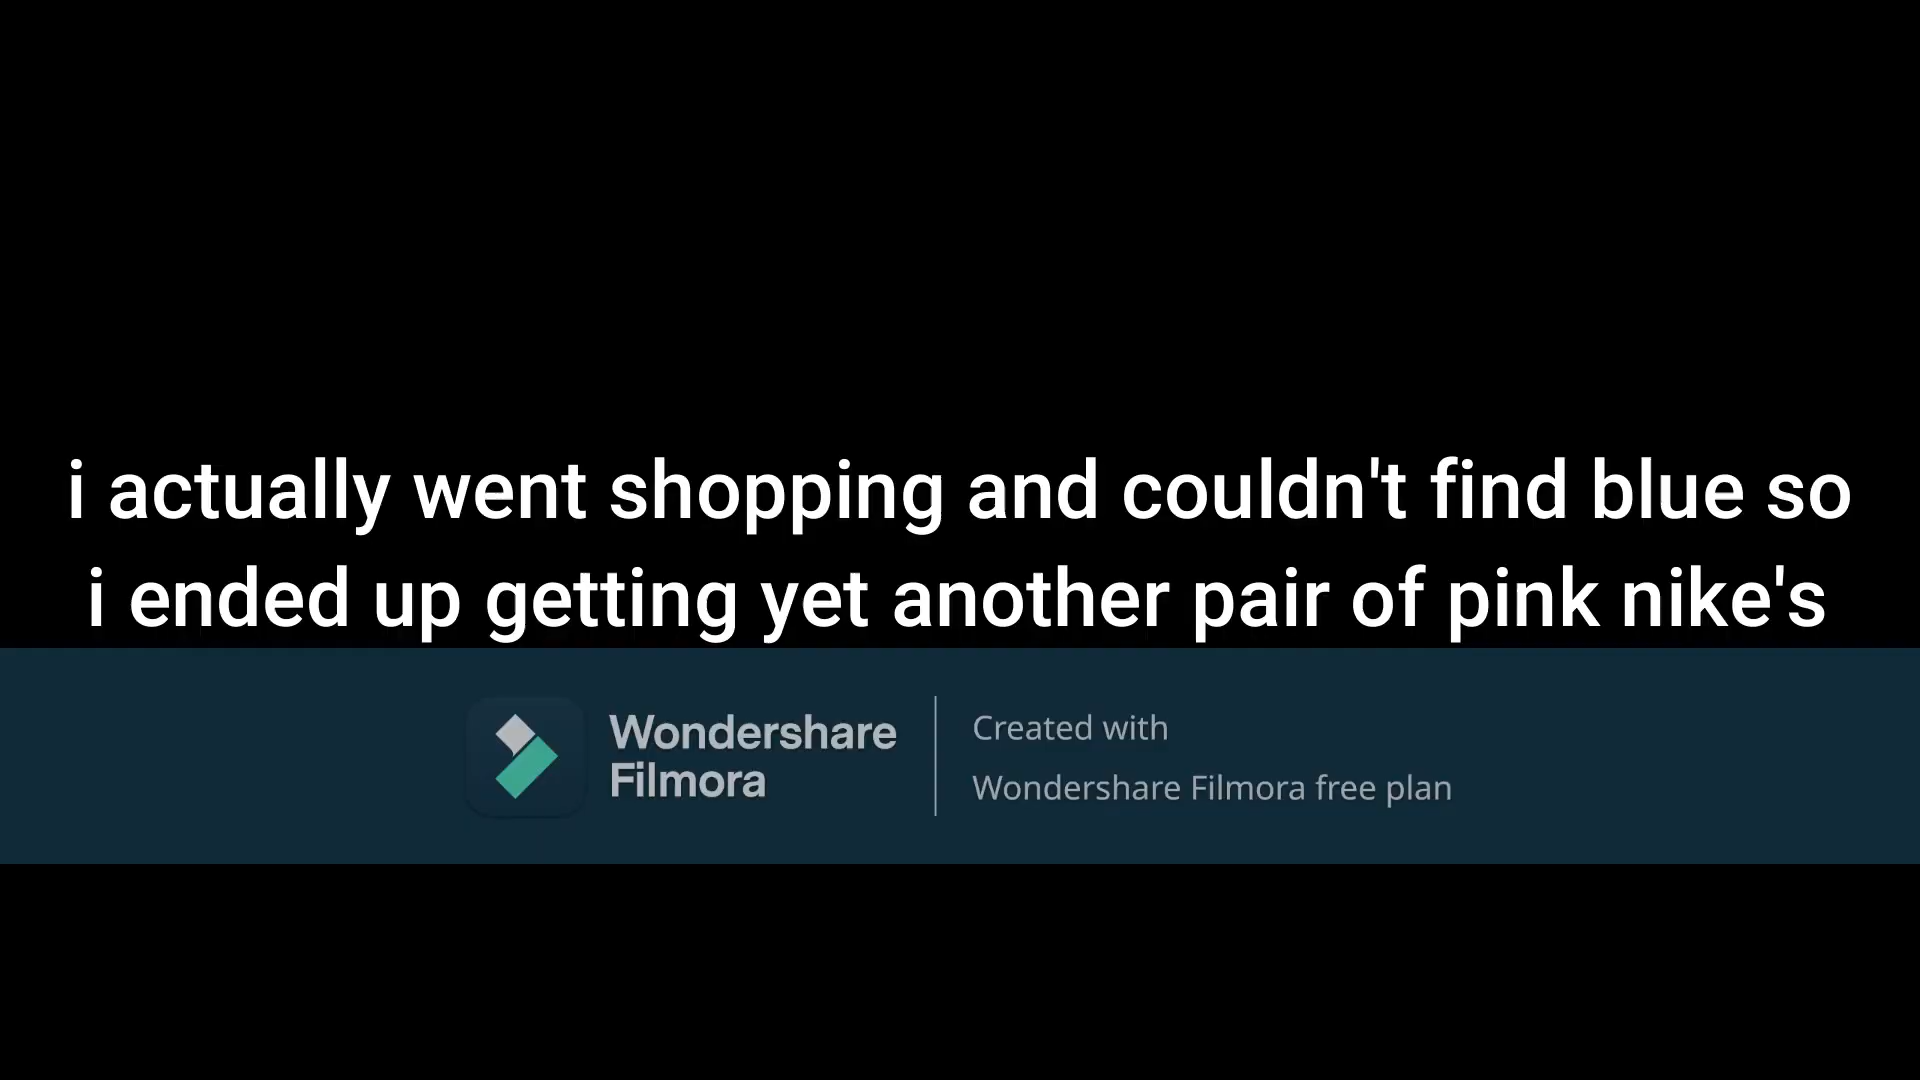 i actually went shopping and couldn't find blue so
i ended up getting yet another pair of pink nike's
Wondershare
Filmora
Created with
Wondershare Filmora free plan